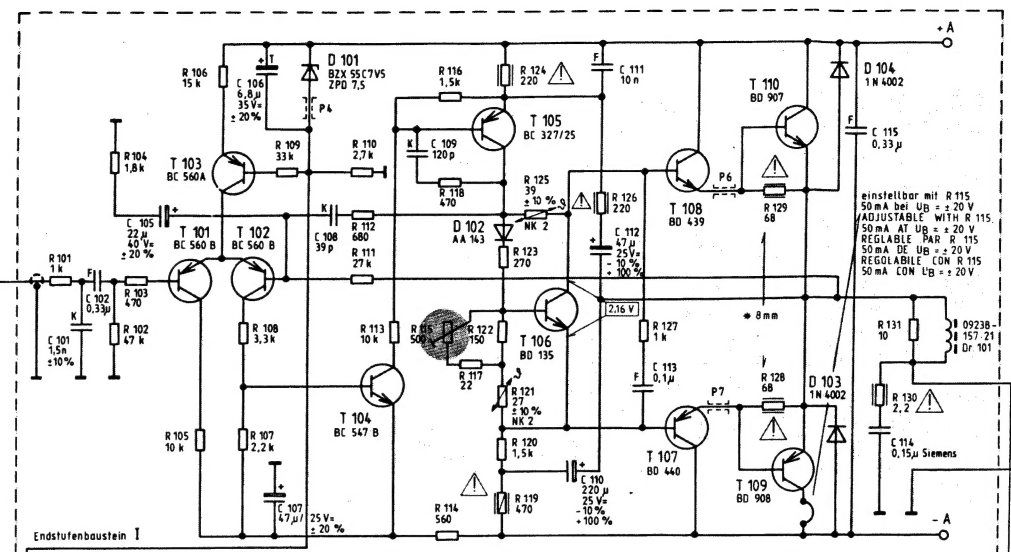 + A
R 106
15 k
+ T
C 106
6,8 µ
35 V=
± 20 %
D 101
BZX 55C7V5
ZPD 7,5
P4
R 116
1,5k
R 124
220
F
C 111
10 n
T 110
BD 907
D 104
1N 4002
T 105
BC 327/25
K
C 109
120 p
F
C 115
0,33 µ
R 104
1,8 k
T 103
BC 560A
R 109
33 k
R 110
2,7 k
R 118
470
R 125
39
± 10 %
NK 2
ϑ
R 126
220
T 108
BD 439
P6
R 129
68
einstellbar mit R 115
50 mA bei UB = ± 20 V
ADJUSTABLE WITH R 115
50 mA AT UB = ± 20 V
REGLABLE PAR R 115
50 mA DE UB = ± 20 V
REGOLABILE CON R 115
50 mA CON UB = ± 20 V
C 105
22 µ
40 V=
± 20 %
+
T 101
BC 560 B
T 102
BC 560 B
K
C 108
39 p
R 112
680
D 102
AA 143
+
C 112
47 µ
25 V=
- 10 %
+ 100 %
R 111
27 k
R 123
270
R 101
1 k
F
C 102
0,33µ
R 103
470
K
C 101
1,5n
±10%
R 102
47 k
R 108
3,3 k
R 113
10 k
R 115
500
R 122
150
T 106
BD 135
2,16 V
R 127
1 k
* 8 mm
R 131
10
0923B-
157-21
Dr. 101
R 117
22
ϑ
R 121
27
± 10 %
NK 2
F
C 113
0,1µ
P7
R 128
68
D 103
1N 4002
R 130
2,2
T 104
BC 547 B
R 105
10 k
R 107
2,2 k
R 120
1,5 k
T 107
BD 440
C 114
0,15µ Siemens
T 109
BD 908
+
C 107
47 µ/ 25 V=
± 20 %
R 114
560
R 119
470
+
C 110
220 µ
25 V=
- 10 %
+ 100 %
- A
Endstufenbaustein I